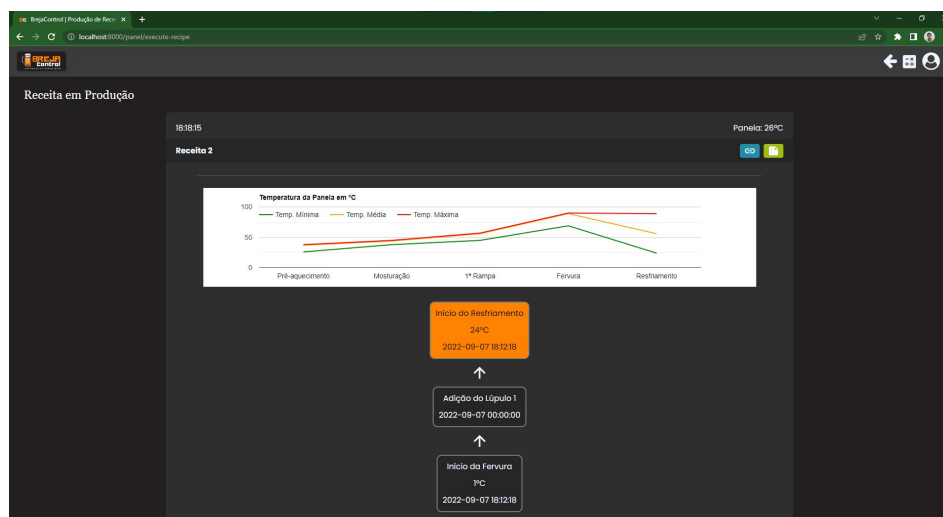 BrejaControl | Produção de Rece
localhost:8000/panel/execute-recipe
BREJA
Control
Receita em Produção
18:18:15
Panela: 26ºC
Receita 2
Temperatura da Panela em ºC
Temp. Mínima
Temp. Média
Temp. Máxima
100
50
0
Pré-aquecimento
Mosturação
1ª Rampa
Fervura
Resfriamento
Início do Resfriamento
24ºC
2022-09-07 18:12:18
Adição do Lúpulo 1
2022-09-07 00:00:00
Início da Fervura
1ºC
2022-09-07 18:12:18